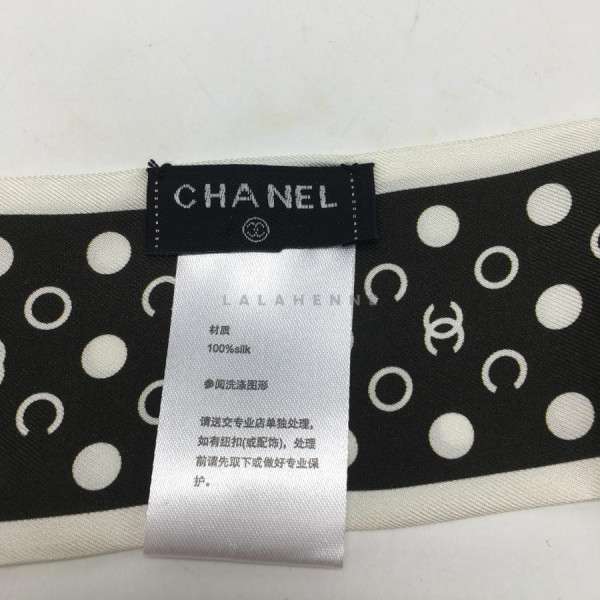 CHANEL
LALAHENNE
材质
100%silk
参阅洗涤图形
请送交专业店单独处理,
如有纽扣(或配饰), 处理
前请先取下或做好专业保
护。